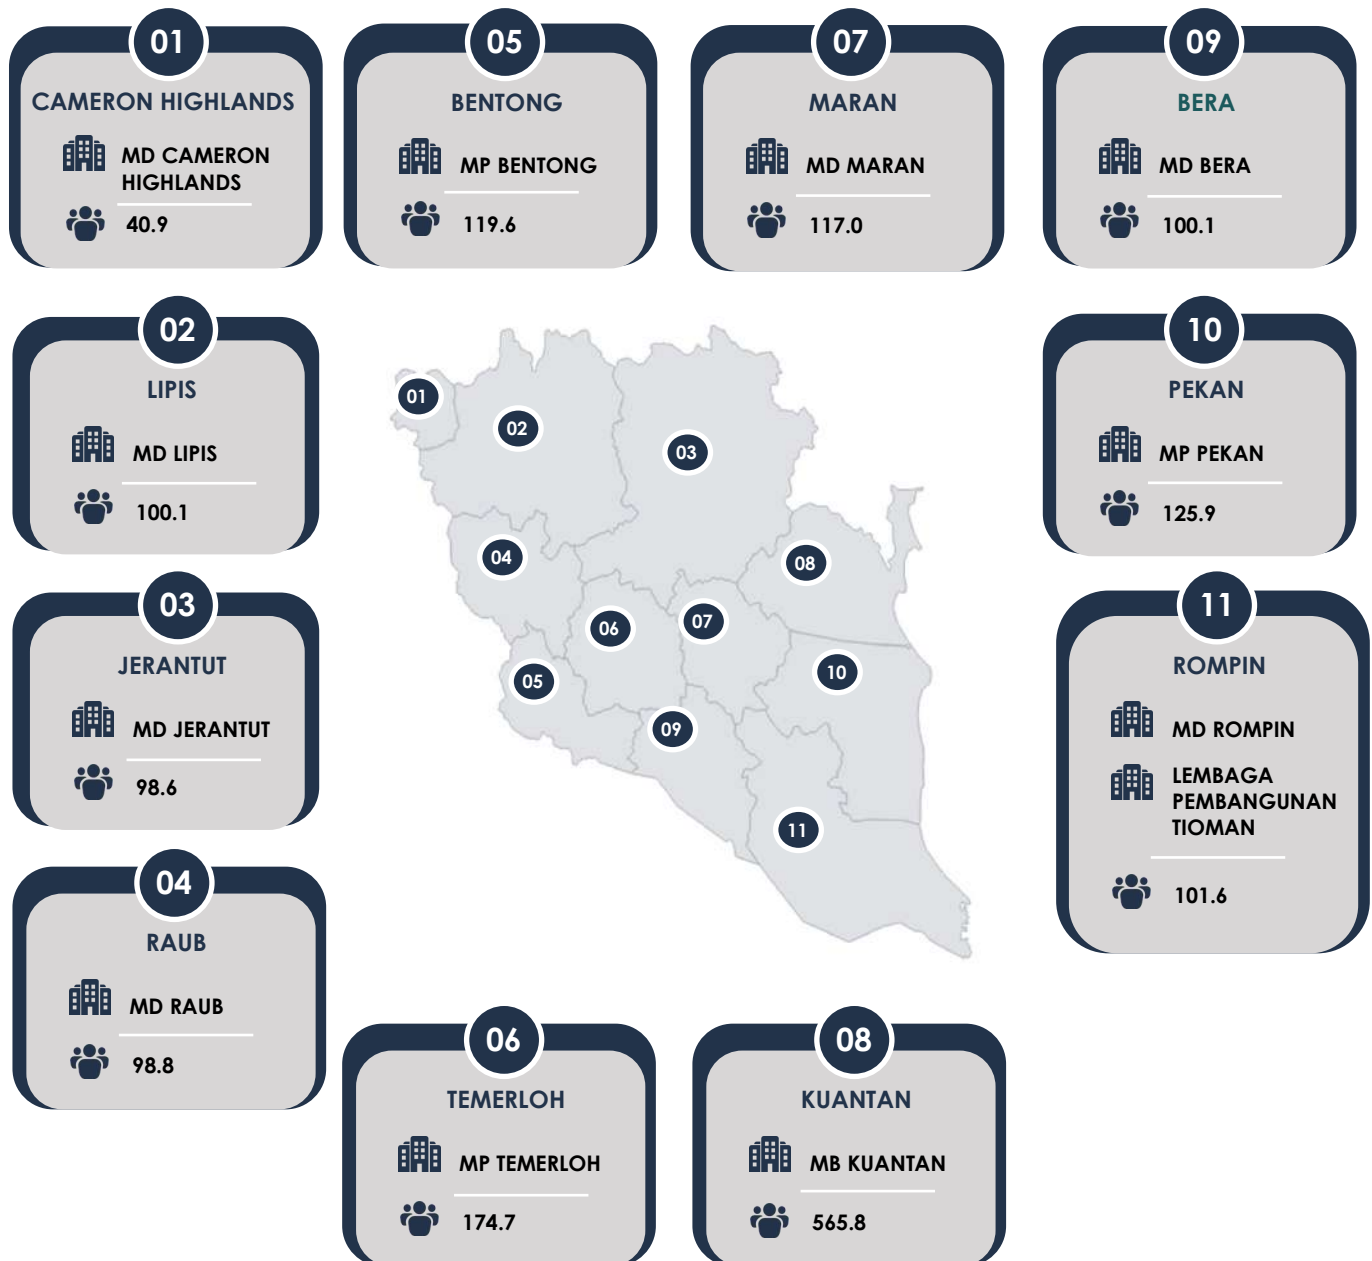 01
CAMERON HIGHLANDS
MD CAMERON
HIGHLANDS
40.9
05
BENTONG
MP BENTONG
119.6
07
MARAN
MD MARAN
117.0
09
BERA
MD BERA
100.1
02
LIPIS
MD LIPIS
100.1
03
JERANTUT
MD JERANTUT
98.6
04
RAUB
MD RAUB
98.8
01
02
03
04
08
06
07
05
10
09
11
10
PEKAN
MP PEKAN
125.9
11
ROMPIN
MD ROMPIN
LEMBAGA
PEMBANGUNAN
TIOMAN
101.6
06
TEMERLOH
MP TEMERLOH
174.7
08
KUANTAN
MB KUANTAN
565.8